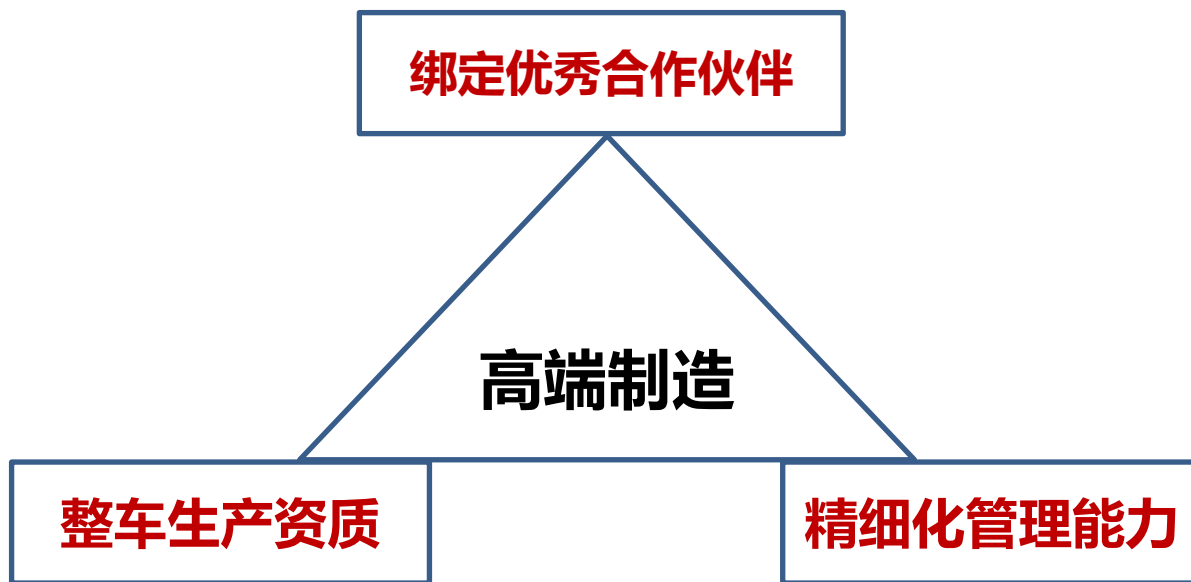 绑定优秀合作伙伴
高端制造
整车生产资质
精细化管理能力